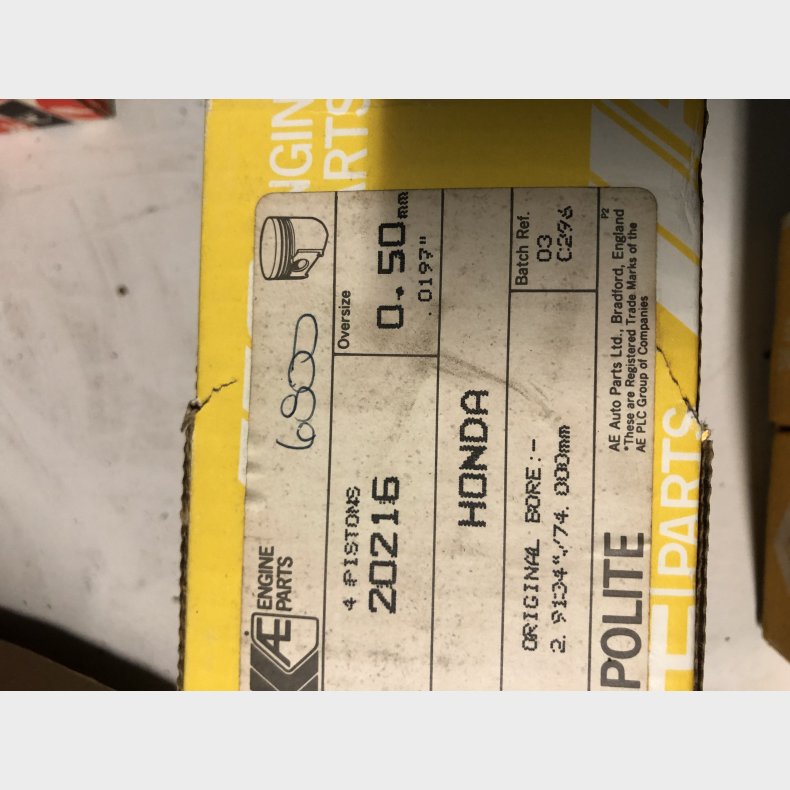 ENGINE
PARTS
AE ENGINE
PARTS
6800
4 PISTONS
20216
Oversize
0.50mm
.0197"
HONDA
ORIGINAL BORE:-
2.9134"/74.000mm
Batch Ref.
03
C296
POLITE
AE Auto Parts Ltd., Bradford, England
*These are Registered Trade Marks of the
AE PLC Group of Companies
P2
PARTS